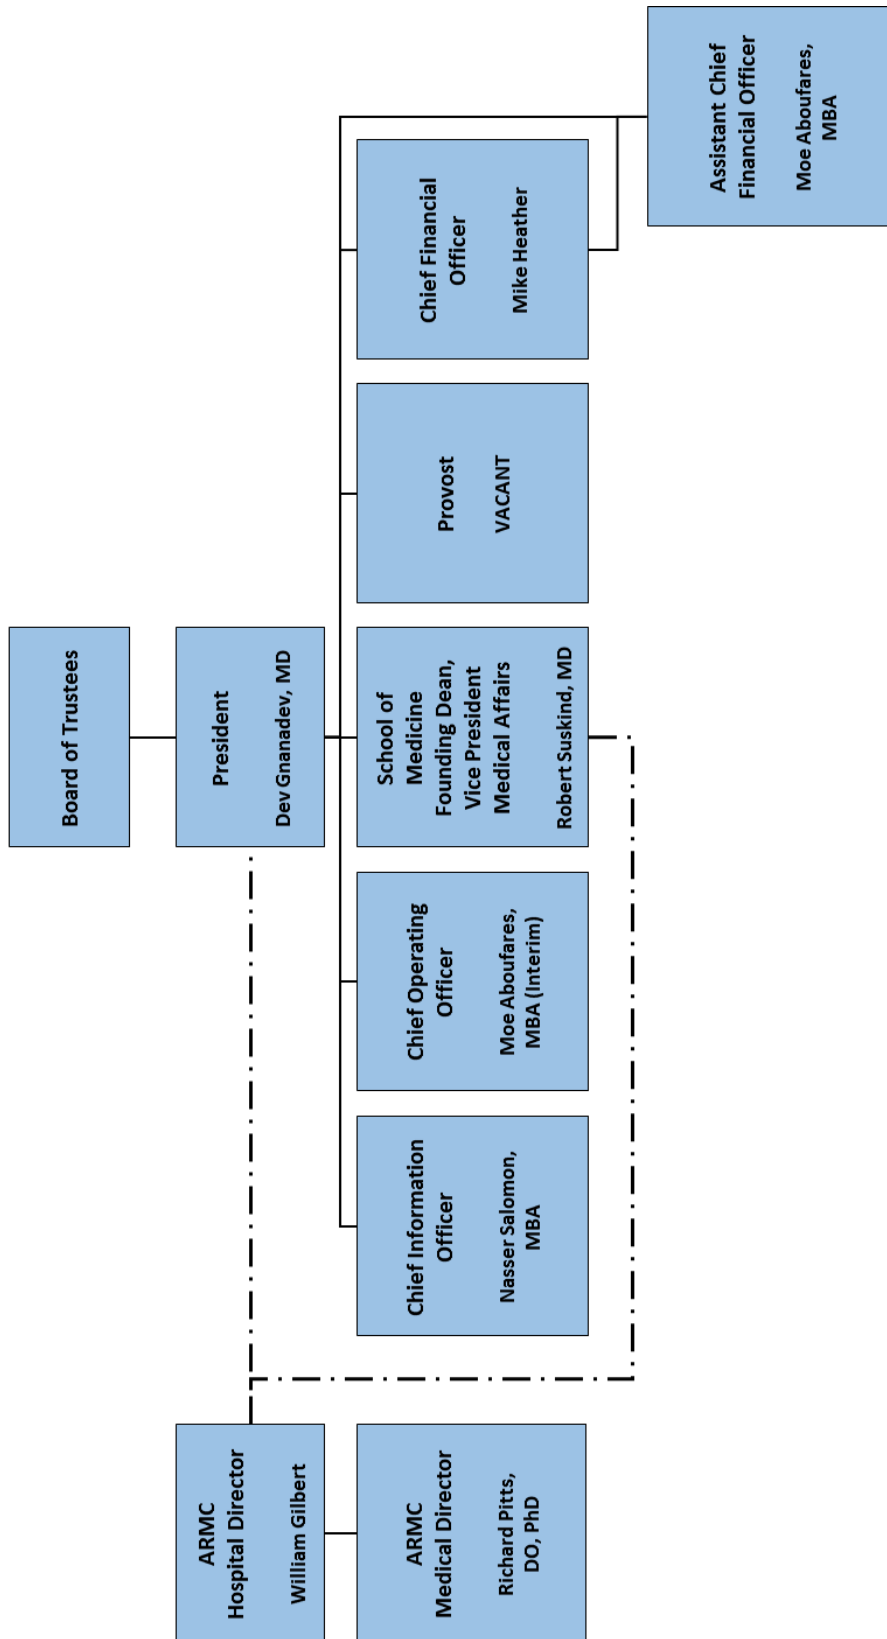 Board of Trustees
ARMC
Hospital Director
William Gilbert
President
Dev Gnanadev, MD
ARMC
Medical Director
Richard Pitts,
DO, PhD
Chief Information
Officer
Nasser Salomon,
MBA
Chief Operating
Officer
Moe Aboufares,
MBA (Interim)
School of
Medicine
Founding Dean,
Vice President
Medical Affairs
Robert Suskind, MD
Provost
VACANT
Chief Financial
Officer
Mike Heather
Assistant Chief
Financial Officer
Moe Aboufares,
MBA